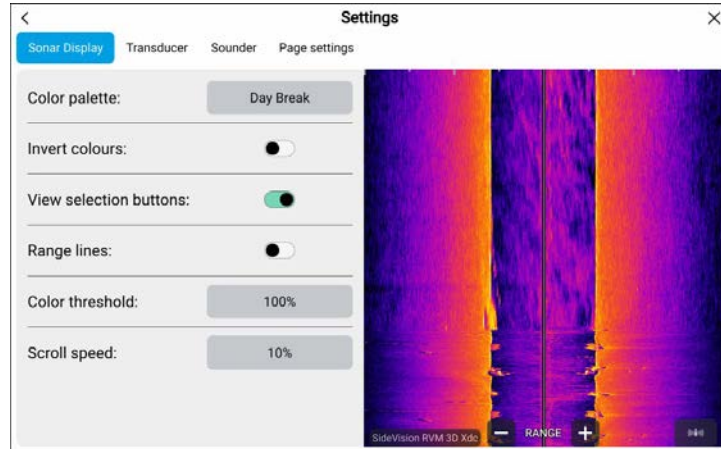 Settings
Sonar Display Transducer Sounder Page settings
Color palette: Day Break
Invert colours:
View selection buttons:
Range lines:
Color threshold: 100%
Scroll speed: 10%
SideVision RVM 3D Xdc RANGE